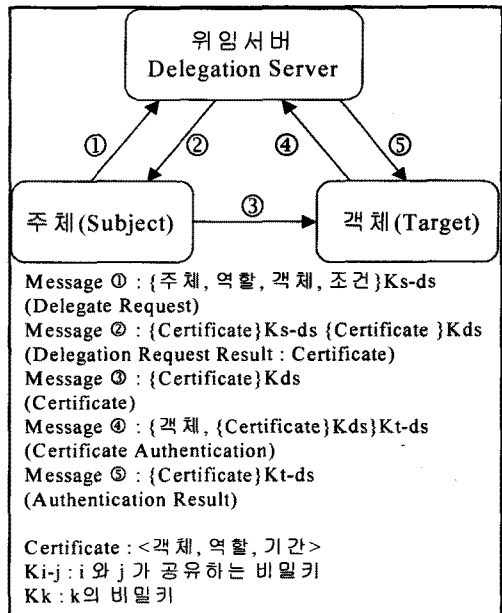 위임서버
Delegation Server
① ② ④ ⑤
주체(Subject) ③ 객체(Target)
Message ① : {주체, 역할, 객체, 조건}Ks-ds
(Delegate Request)
Message ② : {Certificate}Ks-ds {Certificate }Kds
(Delegation Request Result : Certificate)
Message ③ : {Certificate}Kds
(Certificate)
Message ④ : {객체, {Certificate}Kds}Kt-ds
(Certificate Authentication)
Message ⑤ : {Certificate}Kt-ds
(Authentication Result)
Certificate : <객체, 역할, 기간>
Ki-j : i 와 j 가 공유하는 비밀키
Kk : k의 비밀키